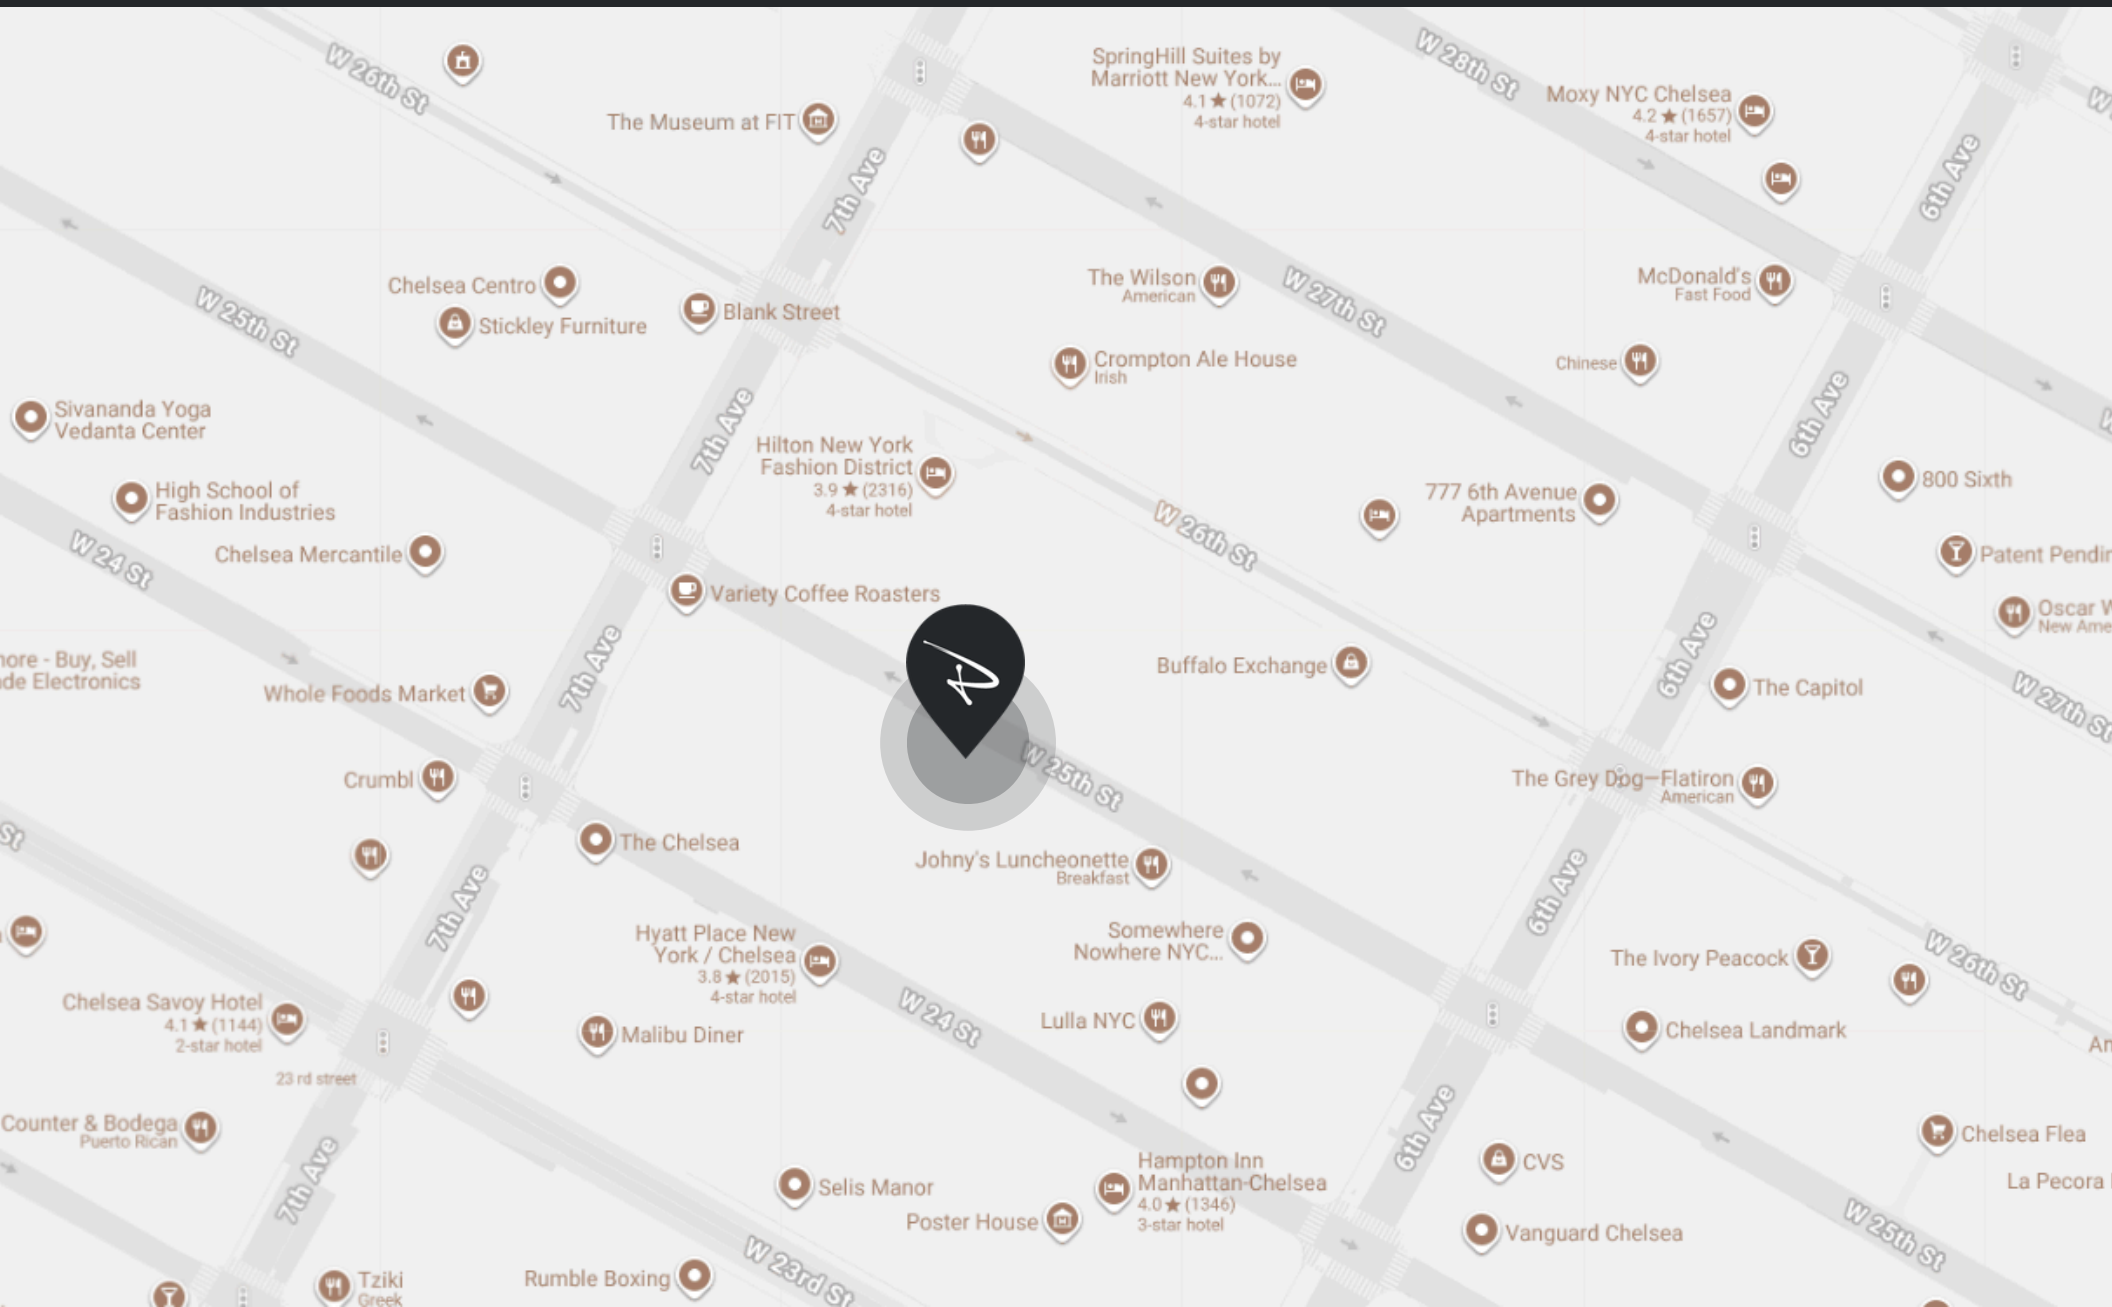 W 26th St
The Museum at FIT
SpringHill Suites by
Marriott New York...
4.1★(1072)
4-star hotel
W 28th St
Moxy NYC Chelsea
4.2★(1657)
4-star hotel
7th Ave
6th Ave
Chelsea Centro
Stickley Furniture
Blank Street
The Wilson
American
W 27th St
McDonald's
Fast Food
W 25th St
Crompton Ale House
Irish
Chinese
Sivananda Yoga
Vedanta Center
7th Ave
6th Ave
Hilton New York
Fashion District
3.9★(2316)
4-star hotel
High School of
Fashion Industries
777 6th Avenue
Apartments
800 Sixth
W 24 St
Chelsea Mercantile
W 26th St
Variety Coffee Roasters
Buy, Sell
Electronics
7th Ave
Buffalo Exchange
6th Ave
The Capitol
W 27th St
Whole Foods Market
Crumbl
W 25th St
The Grey Dog—Flatiron
American
St
The Chelsea
Johny's Luncheonette
Breakfast
7th Ave
6th Ave
Hyatt Place New
York / Chelsea
3.8★(2015)
4-star hotel
Somewhere
Nowhere NYC...
The Ivory Peacock
W 26th St
Chelsea Savoy Hotel
4.1★(1144)
2-star hotel
Malibu Diner
W 24 St
Lulla NYC
Chelsea Landmark
23 rd street
Counter & Bodega
Puerto Rican
7th Ave
6th Ave
Chelsea Flea
Selis Manor
Hampton Inn
Manhattan-Chelsea
4.0★(1346)
3-star hotel
CVS
La Pecora
Poster House
Vanguard Chelsea
W 25th St
Tziki
Greek
Rumble Boxing
W 23rd St